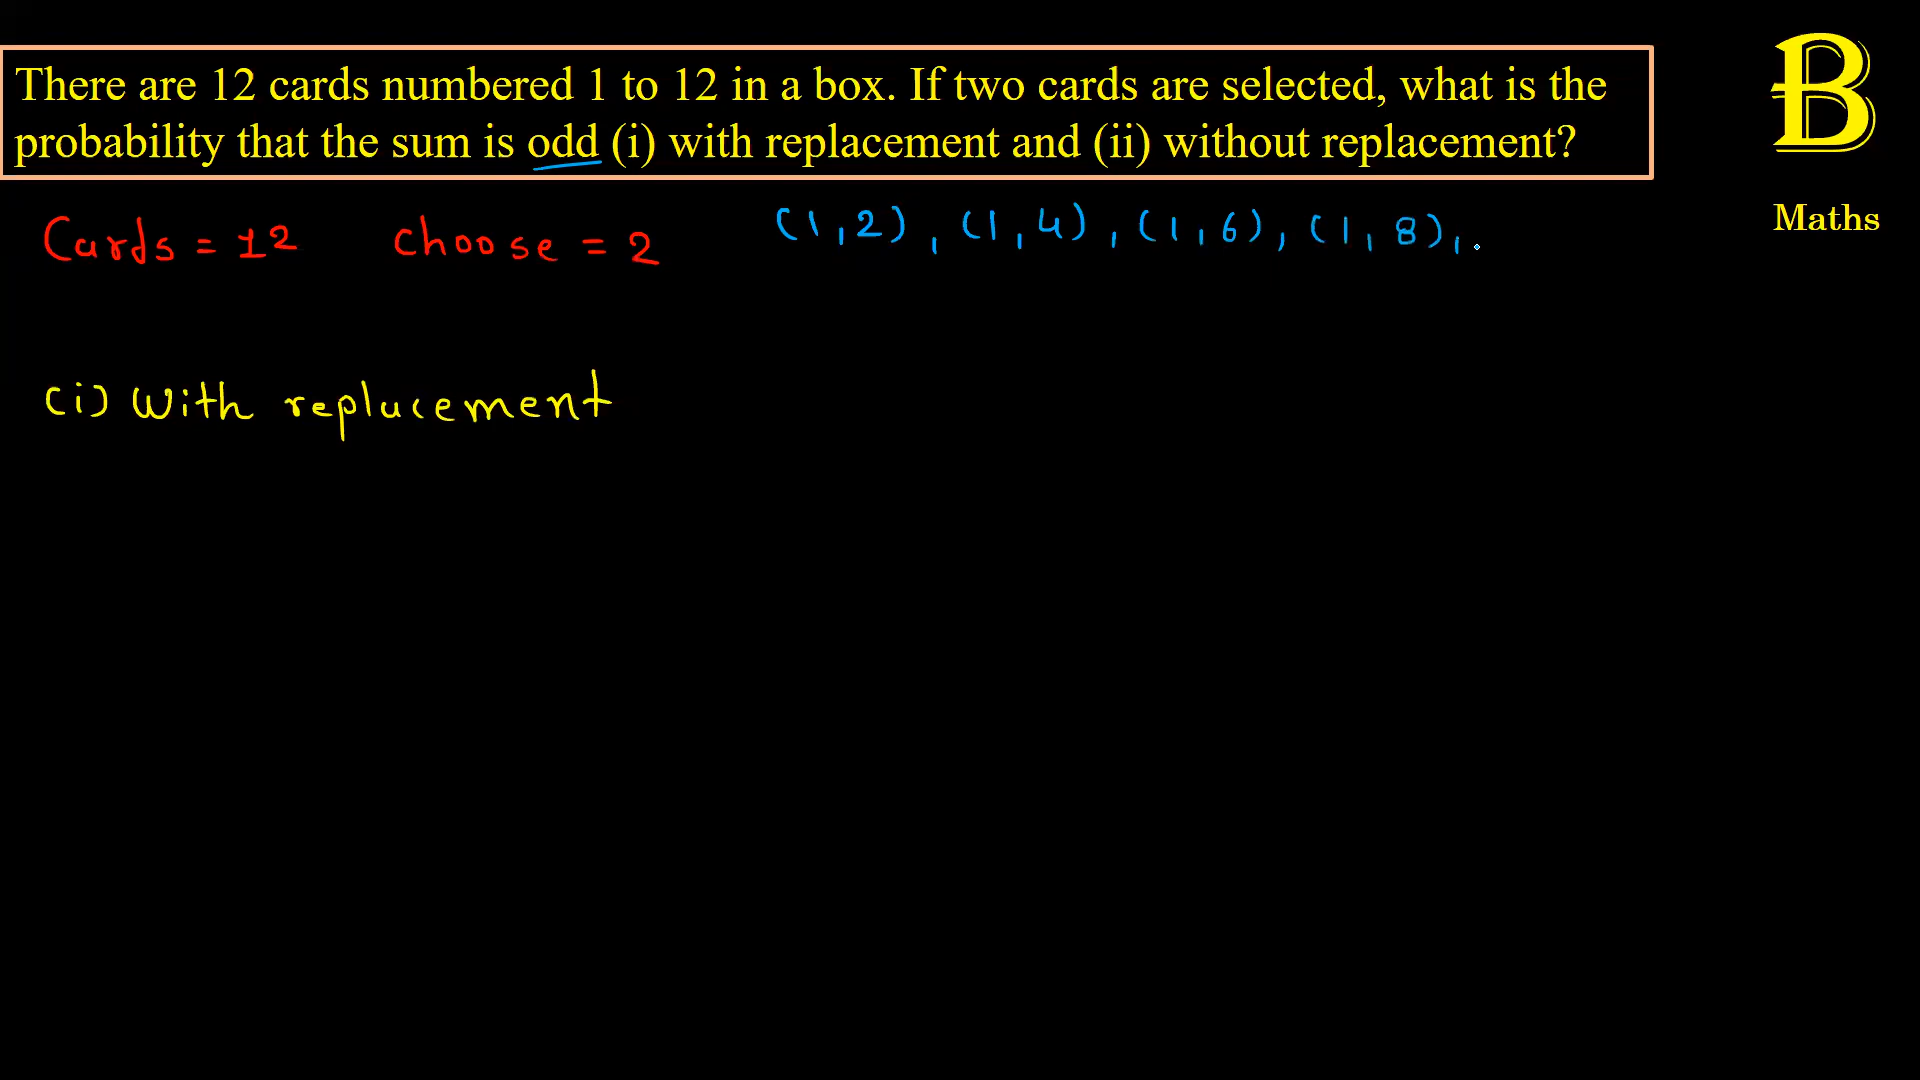 There are 12 cards numbered 1 to 12 in a box. If two cards are selected, what is the
probability that the sum is odd (i) with replacement and (ii) without replacement?
B
Maths
Cards = 12 choose = 2 (1,2), (1,4), (1,6), (1,8),
(i) With replacement